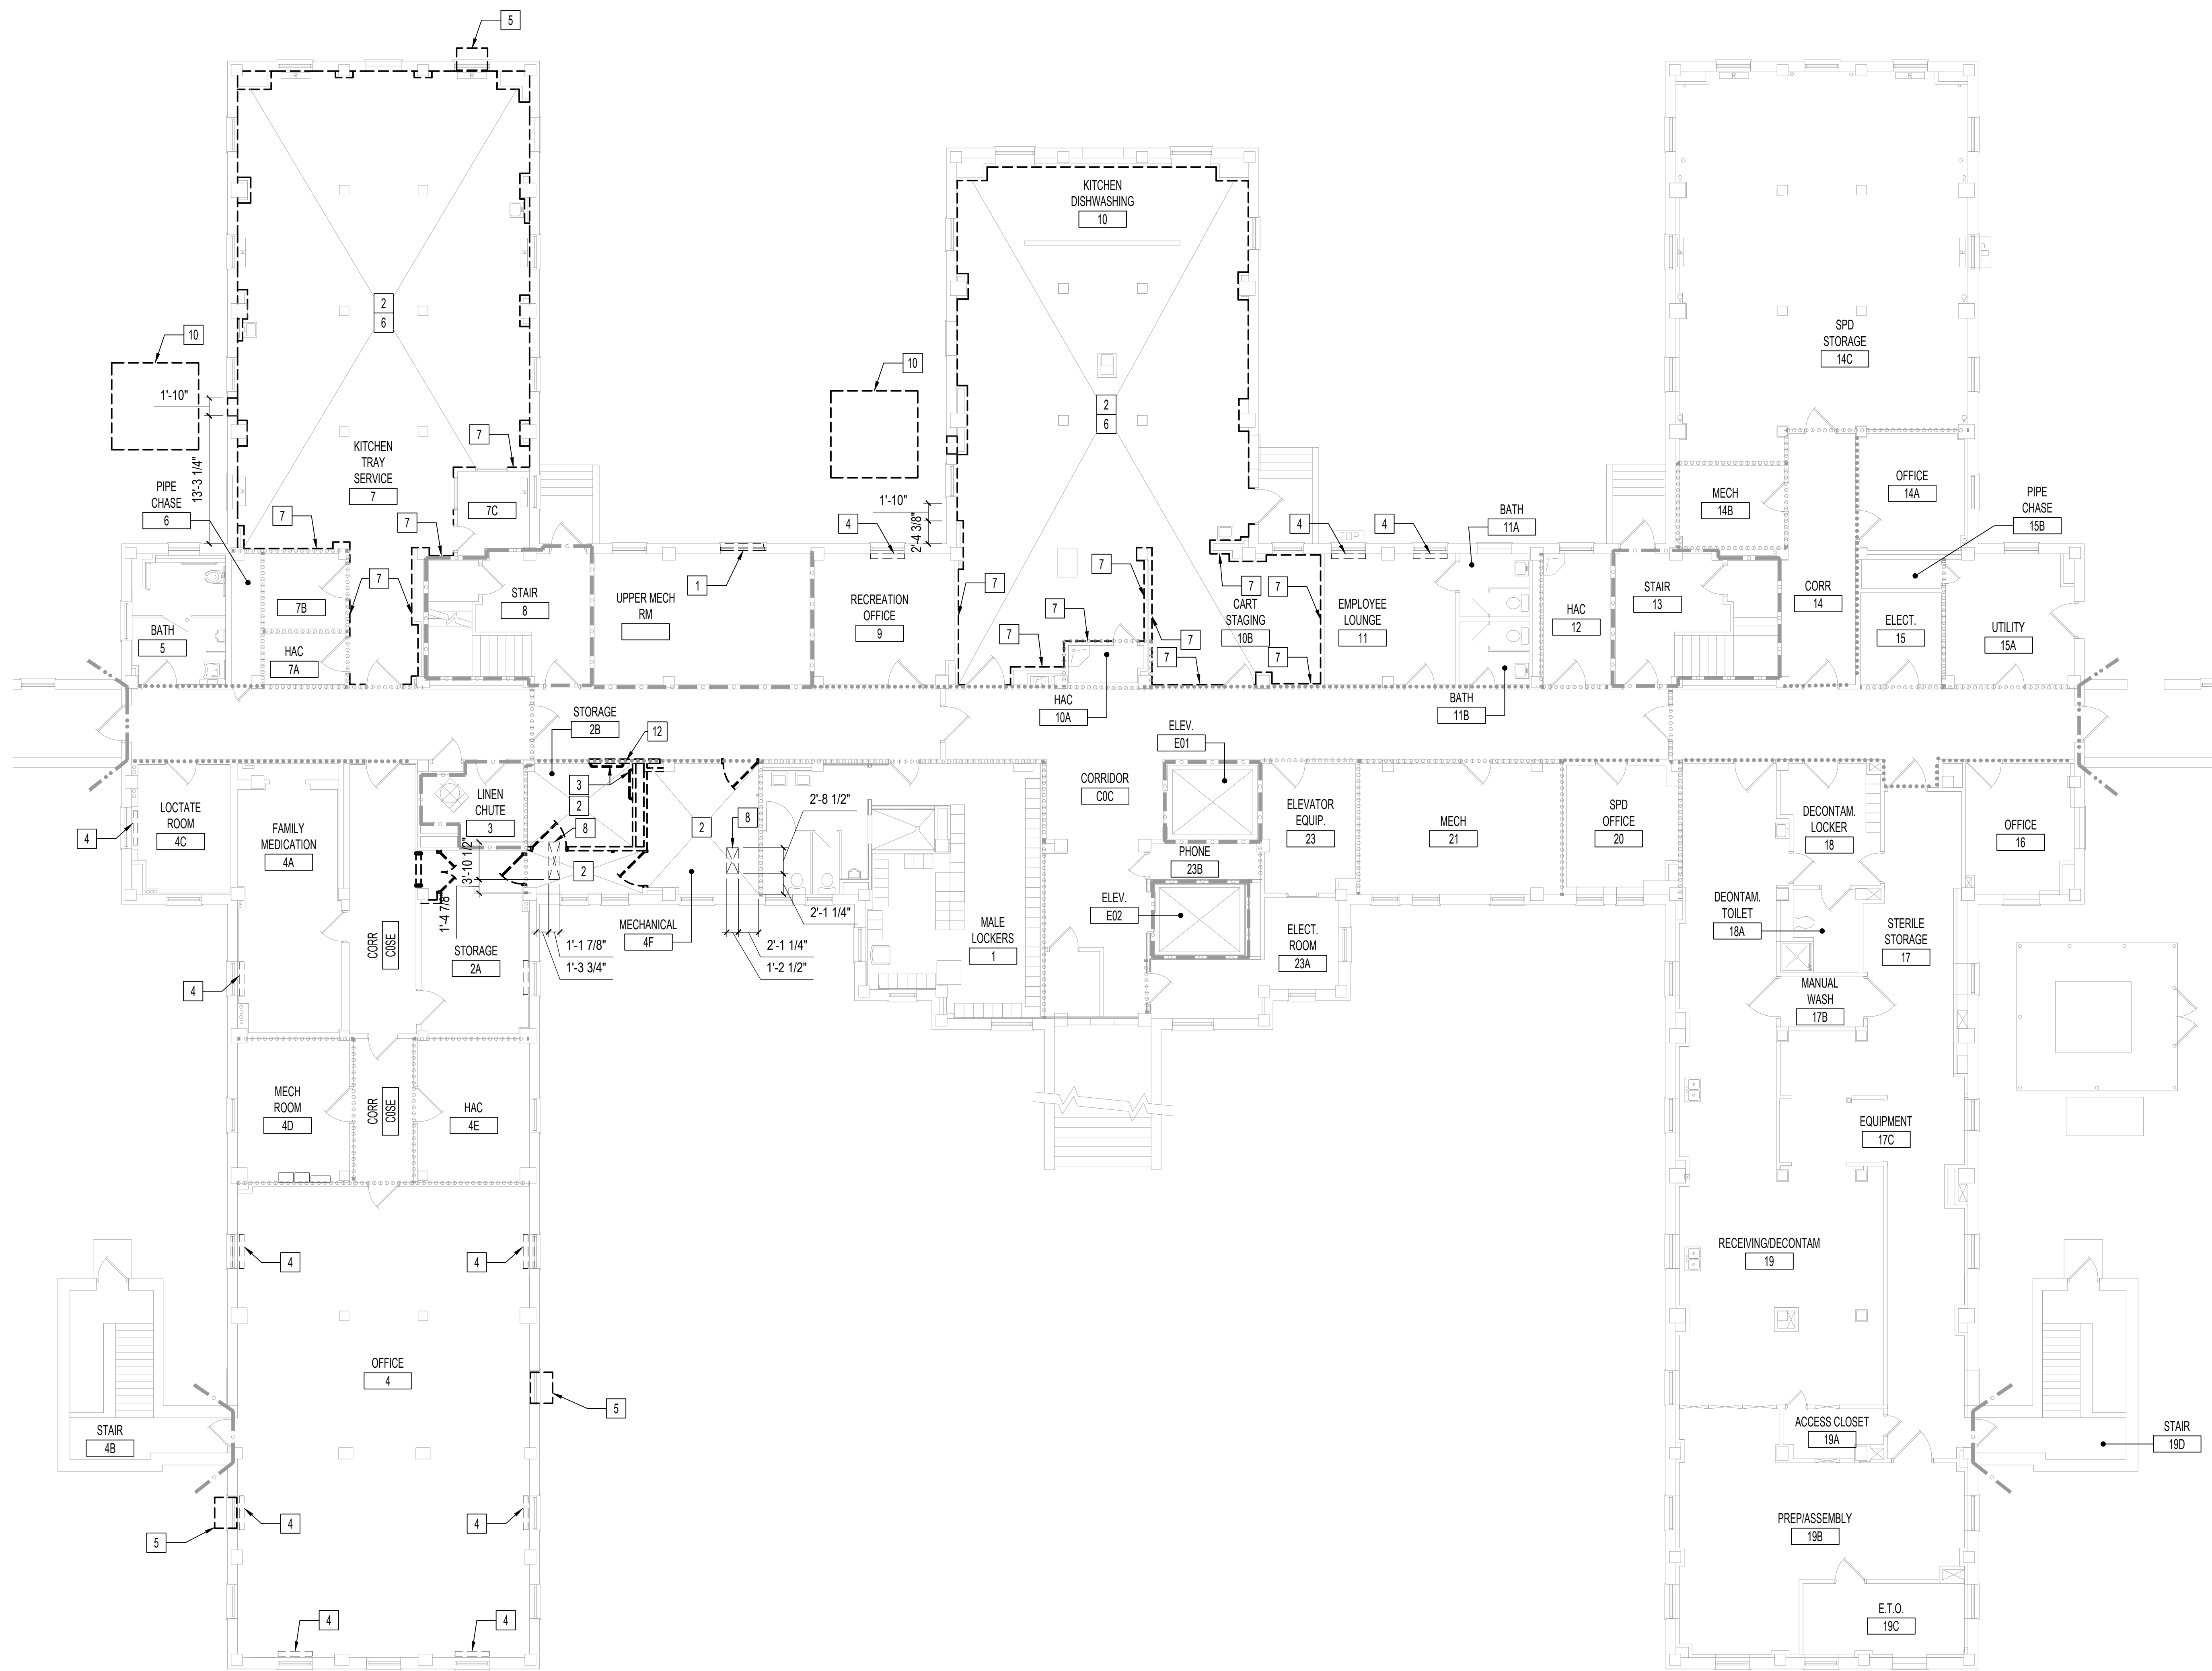 5
10
1'-10"
13'-3 1/4"
PIPE
CHASE
6
2
6
KITCHEN
TRAY
SERVICE
7
7
7
7
7
7C
7B
HAC
7A
BATH
5
STAIR
8
UPPER MECH
RM
1
RECREATION
OFFICE
9
4
10
1'-10"
2'-4 3/8"
KITCHEN
DISHWASHING
10
2
6
7
7
7
7
7
7
7
7
7
CART
STAGING
10B
HAC
10A
4
4
TDP
EMPLOYEE
LOUNGE
11
BATH
11A
BATH
11B
HAC
12
STAIR
13
SPD
STORAGE
14C
MECH
14B
OFFICE
14A
CORR
14
PIPE
CHASE
15B
ELECT.
15
UTILITY
15A
STORAGE
2B
12
3
2
8
2
2
8
2'-8 1/2"
2'-1 1/4"
3'-10 1/2"
1'-4 7/8"
1'-1 7/8"
1'-3 3/4"
2'-1 1/4"
1'-2 1/2"
MECHANICAL
4F
LINEN
CHUTE
3
LOCTATE
ROOM
4C
4
FAMILY
MEDICATION
4A
CORR
C0SE
STORAGE
2A
4
MALE
LOCKERS
1
CORRIDOR
C0C
ELEV.
E01
PHONE
23B
ELEV.
E02
ELEVATOR
EQUIP.
23
ELECT.
ROOM
23A
MECH
21
SPD
OFFICE
20
DECONTAM.
LOCKER
18
OFFICE
16
DEONTAM.
TOILET
18A
STERILE
STORAGE
17
MANUAL
WASH
17B
EQUIPMENT
17C
MECH
ROOM
4D
CORR
C0SE
HAC
4E
4
4
RECEIVING/DECONTAM
19
OFFICE
4
5
STAIR
4B
4
4
5
4
4
ACCESS CLOSET
19A
STAIR
19D
PREP/ASSEMBLY
19B
E.T.O.
19C